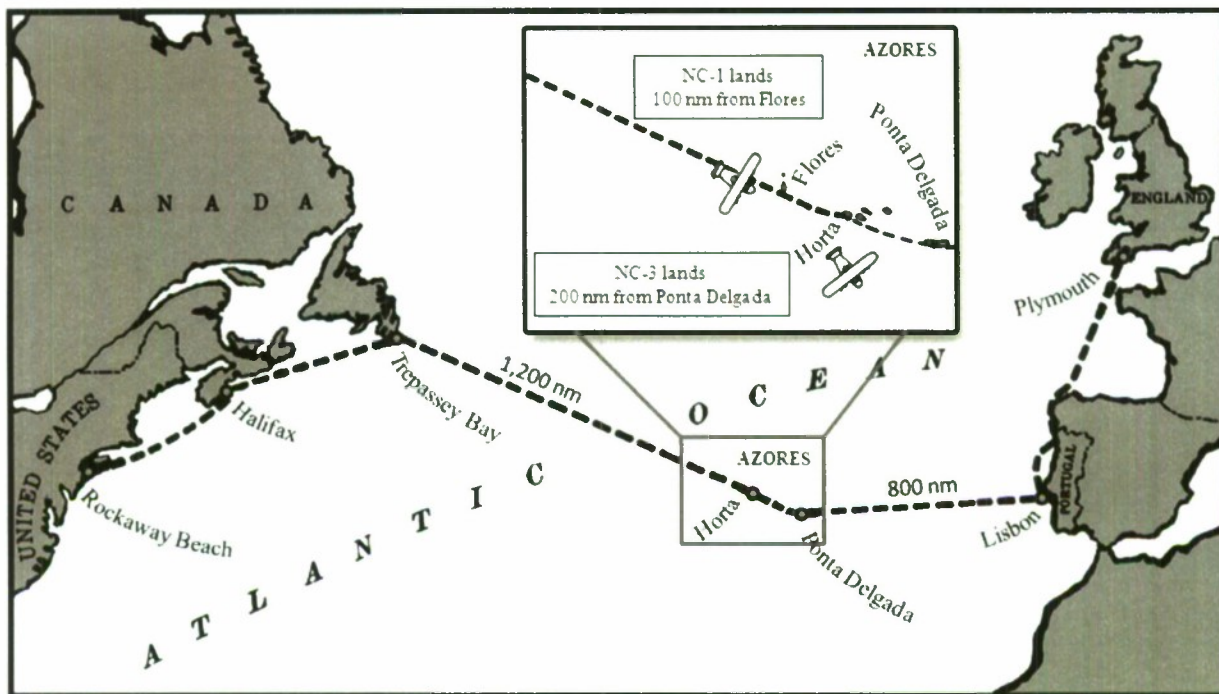 AZORES
NC-1 lands
100 nm from Flores
Flores
Ponta Delgada
Horta
NC-3 lands
200 nm from Ponta Delgada
CANADA
ENGLAND
Plymouth
1,200 nm
Trepassey Bay
Halifax
UNITED STATES
Rockaway Beach
ATLANTIC
OCEAN
AZORES
Horta
Ponta Delgada
800 nm
Lisbon
PORTUGAL